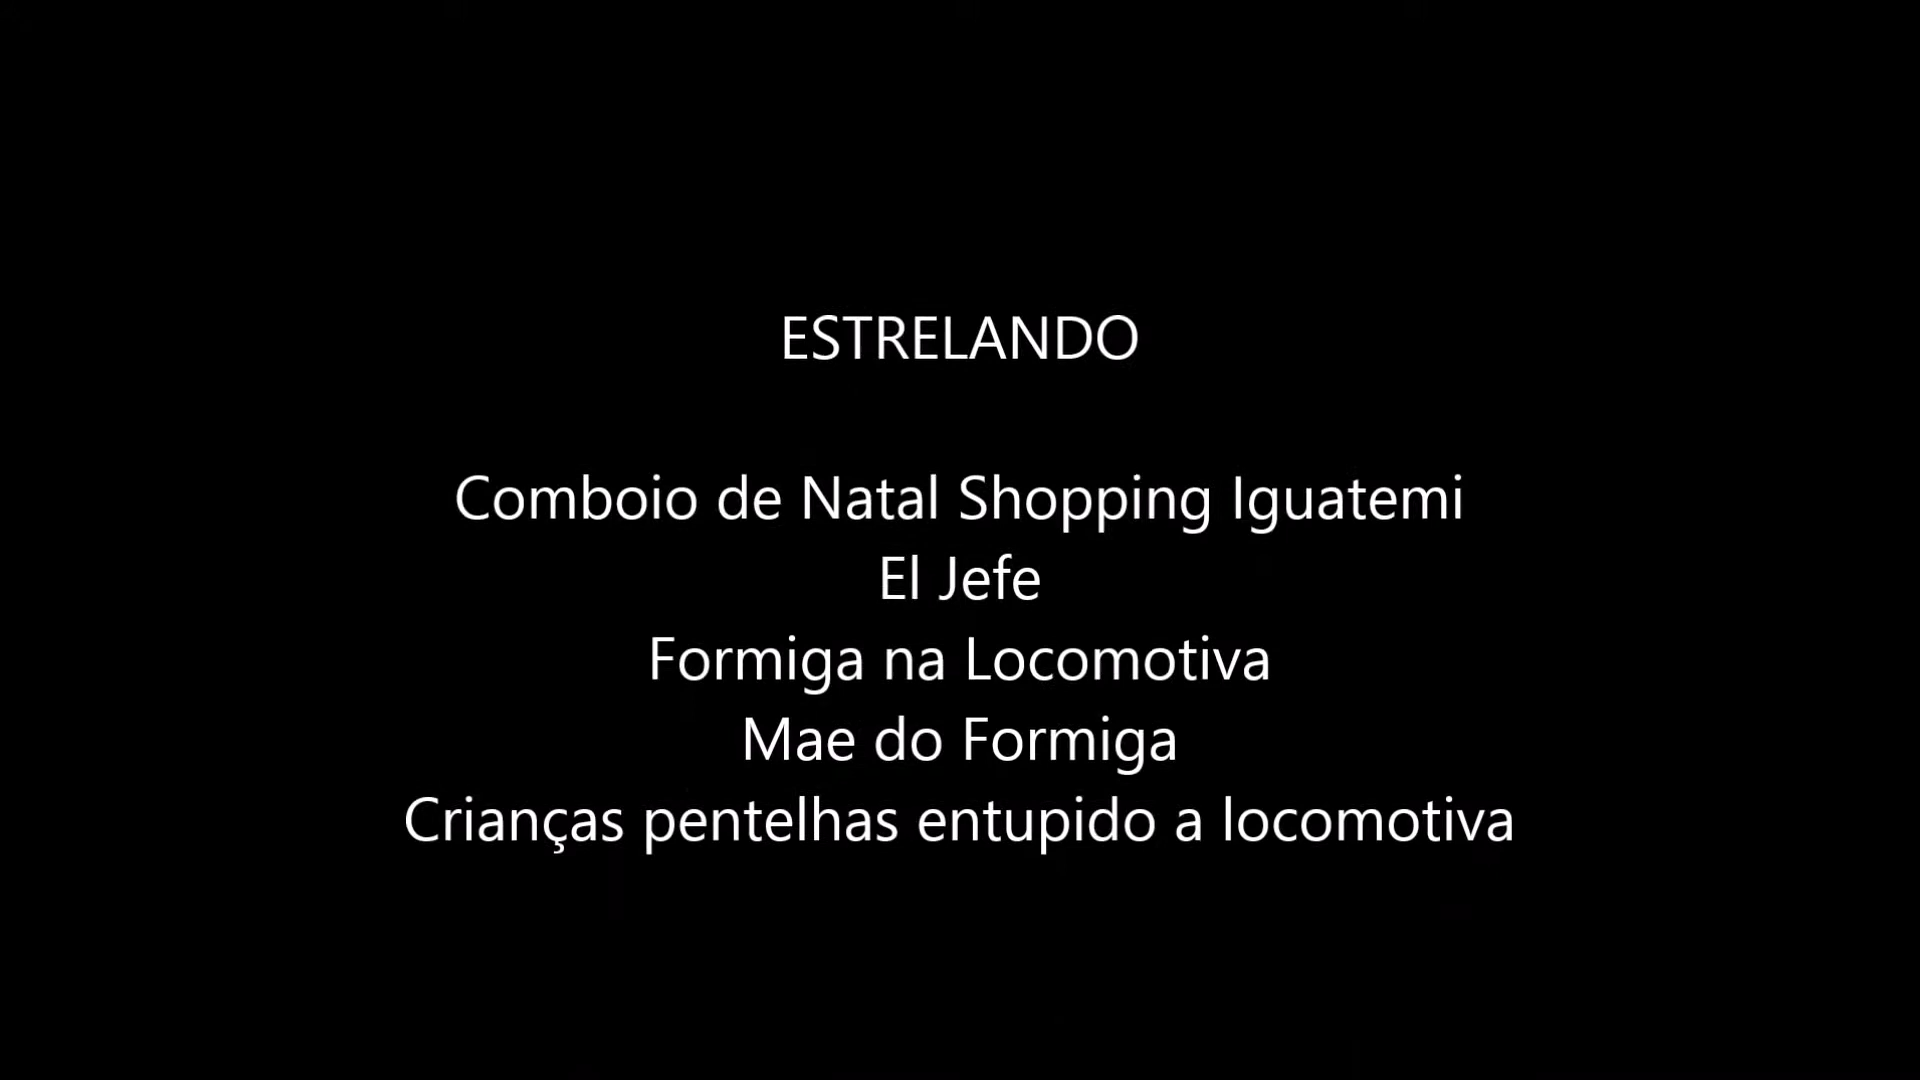 ESTRELANDO
Comboio de Natal Shopping Iguatemi
El Jefe
Formiga na Locomotiva
Mae do Formiga
Crianças pentelhas entupido a locomotiva